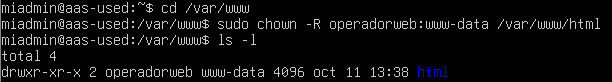 miadmin@aas-used:~$ cd /var/www
miadmin@aas-used:/var/www$ sudo chown -R operadorweb:www-data /var/www/html
miadmin@aas-used:/var/www$ ls -l
total 4
drwxr-xr-x 2 operadorweb www-data 4096 oct 11 13:38 html